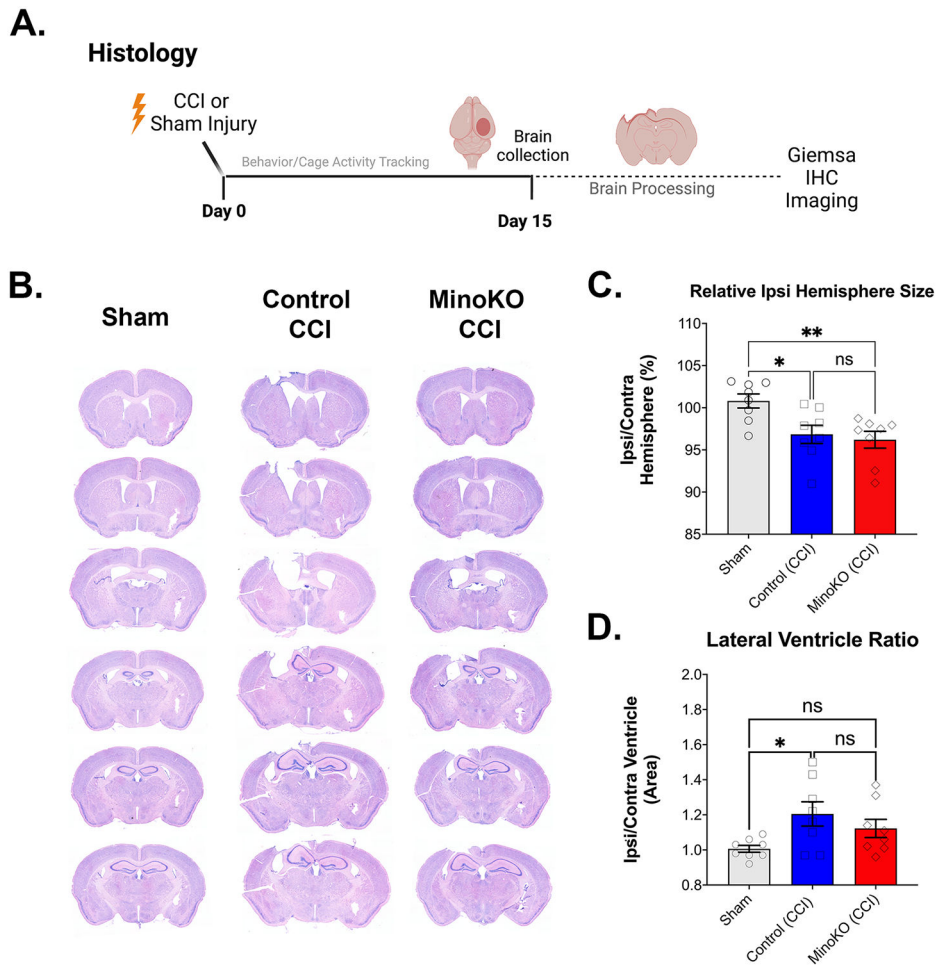 A.
Histology
CCI or
Sham Injury
Behavior/Cage Activity Tracking
Brain
collection
Brain Processing
Giemsa
IHC
Imaging
Day 0
Day 15
B.
Sham
Control
CCI
MinoKO
CCI
C.
Relative Ipsi Hemisphere Size
Ipsi/Contra
Hemisphere (%)
110
105
100
95
90
85
**
*
ns
Sham
Control (CCI)
MinoKO (CCI)
D.
Lateral Ventricle Ratio
Ipsi/Contra Ventricle
(Area)
2.0
1.8
1.6
1.4
1.2
1.0
0.8
ns
*
ns
Sham
Control (CCI)
MinoKO (CCI)